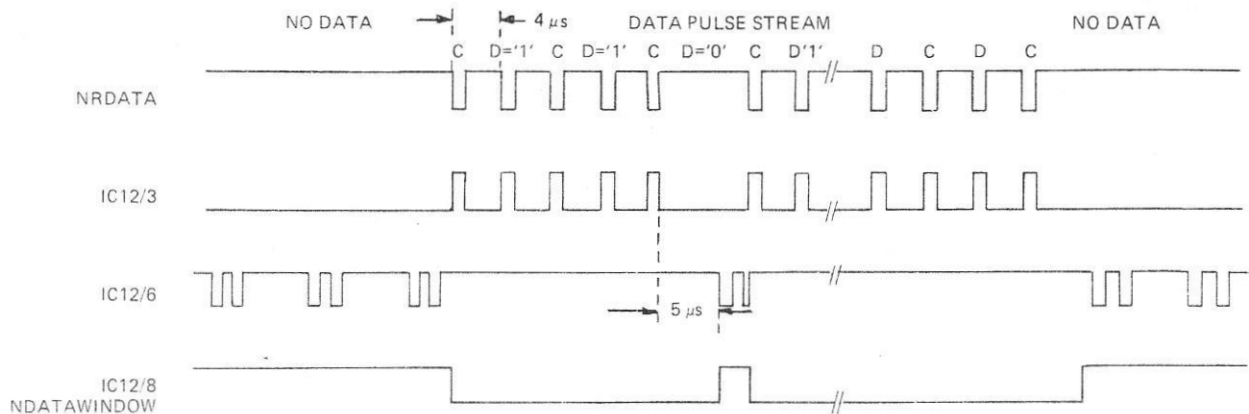 NO DATA 4 µs DATA PULSE STREAM NO DATA
C D='1' C D='1' C D='0' C D'1' D C D C
NRDATA
IC12/3
IC12/6
5 µs
IC12/8
NDATAWINDOW